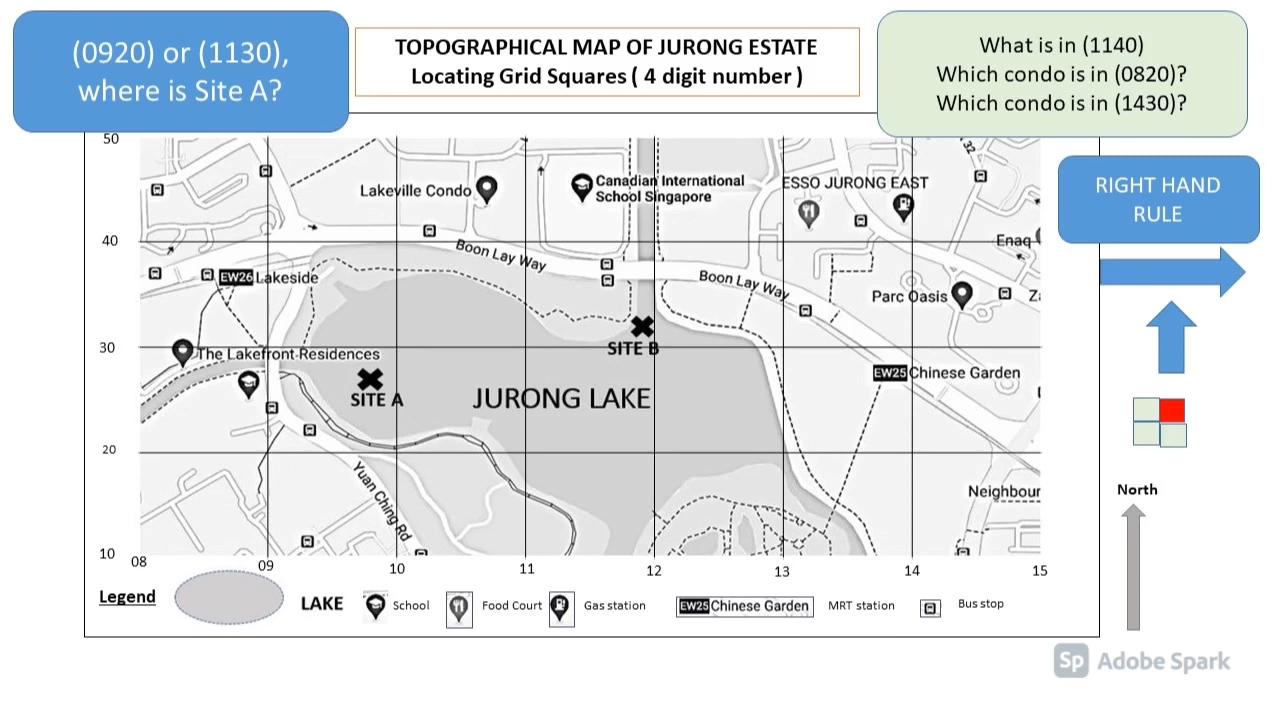 (0920) or (1130),
where is Site A?
TOPOGRAPHICAL MAP OF JURONG ESTATE
Locating Grid Squares ( 4 digit number )
What is in (1140)
Which condo is in (0820)?
Which condo is in (1430)?
RIGHT HAND
RULE
50
32
Lakeville Condo
Canadian International
School Singapore
ESSO JURONG EAST
40
Boon Lay Way
Enaq
EW26 Lakeside
Boon Lay Way
Parc Oasis
Za
SITE B
30
The Lakefront Residences
EW25 Chinese Garden
SITE A
JURONG LAKE
20
Yuan Ching Rd
Neighbour
North
10
08
09
10
11
12
13
14
15
Legend
LAKE
School
Food Court
Gas station
EW25 Chinese Garden
MRT station
Bus stop
Sp Adobe Spark